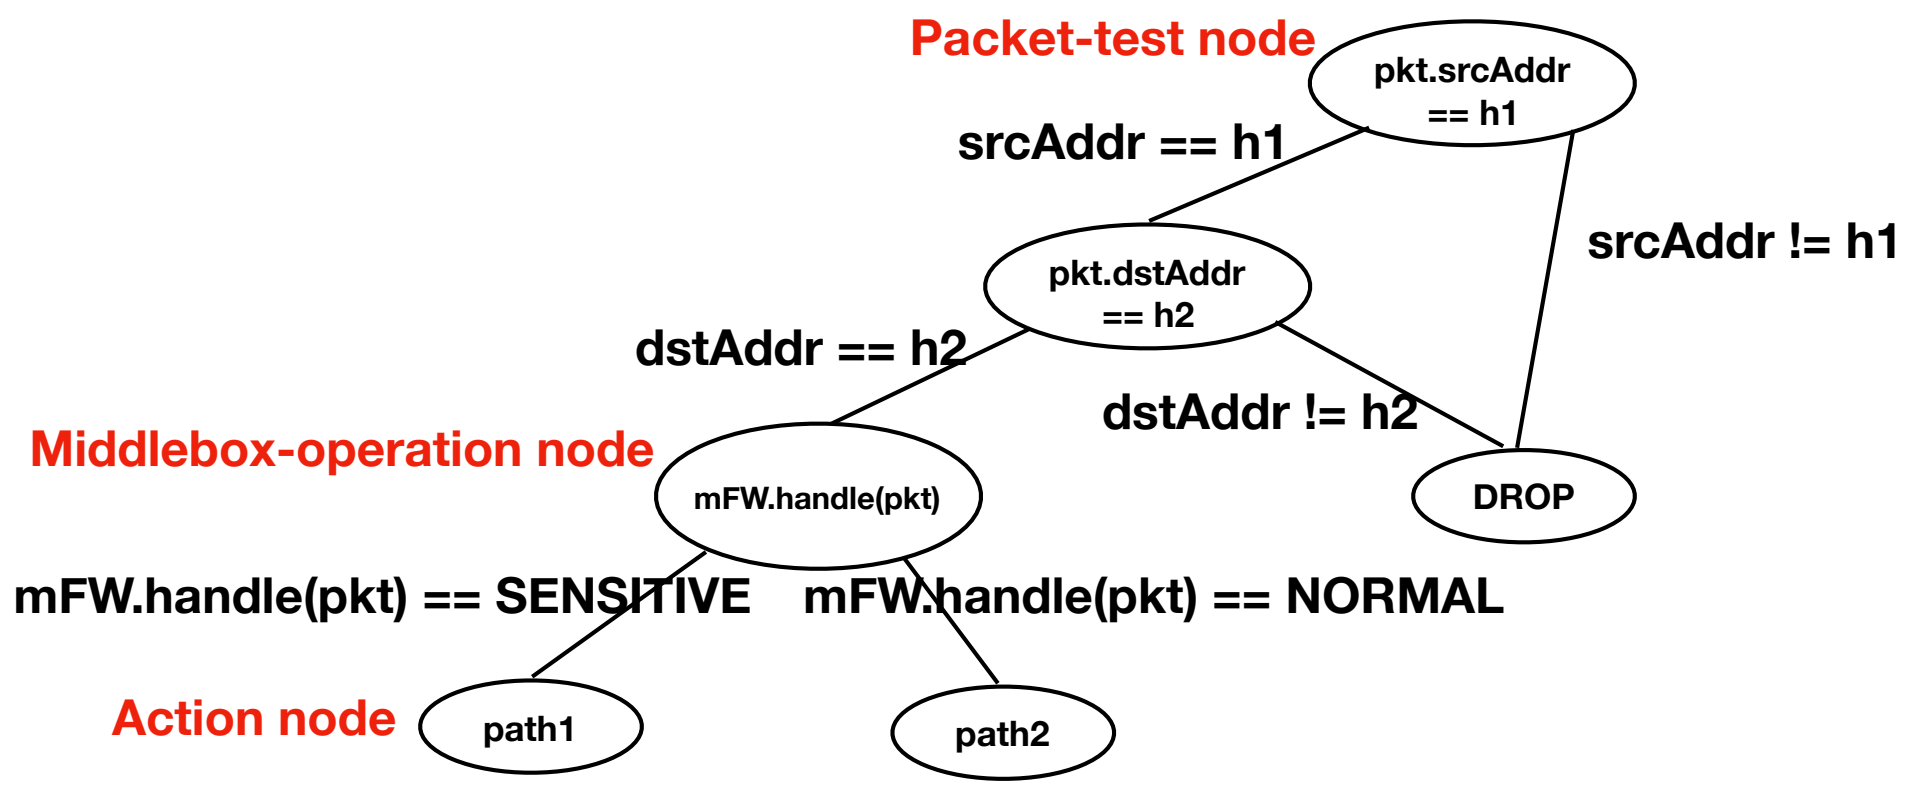 Packet-test node
pkt.srcAddr
== h1
srcAddr == h1
srcAddr != h1
pkt.dstAddr
== h2
dstAddr == h2
dstAddr != h2
Middlebox-operation node
mFW.handle(pkt)
DROP
mFW.handle(pkt) == SENSITIVE
mFW.handle(pkt) == NORMAL
Action node
path1
path2